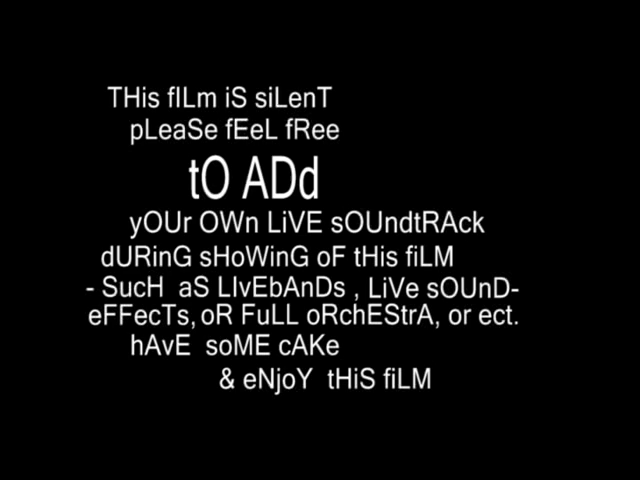 THis fILm iS siLenT
pLeaSe fEeL fRee
tO ADd
yOUr OWn LiVE sOUndtRAck
dURinG sHoWinG oF tHis fiLM
- SucH aS LIvEbANDs , LiVe sOUnD-
eFFecTs, oR FuLL oRchEStrA, or ect.
hAvE soME cAKe
& eNjoY tHiS fiLM